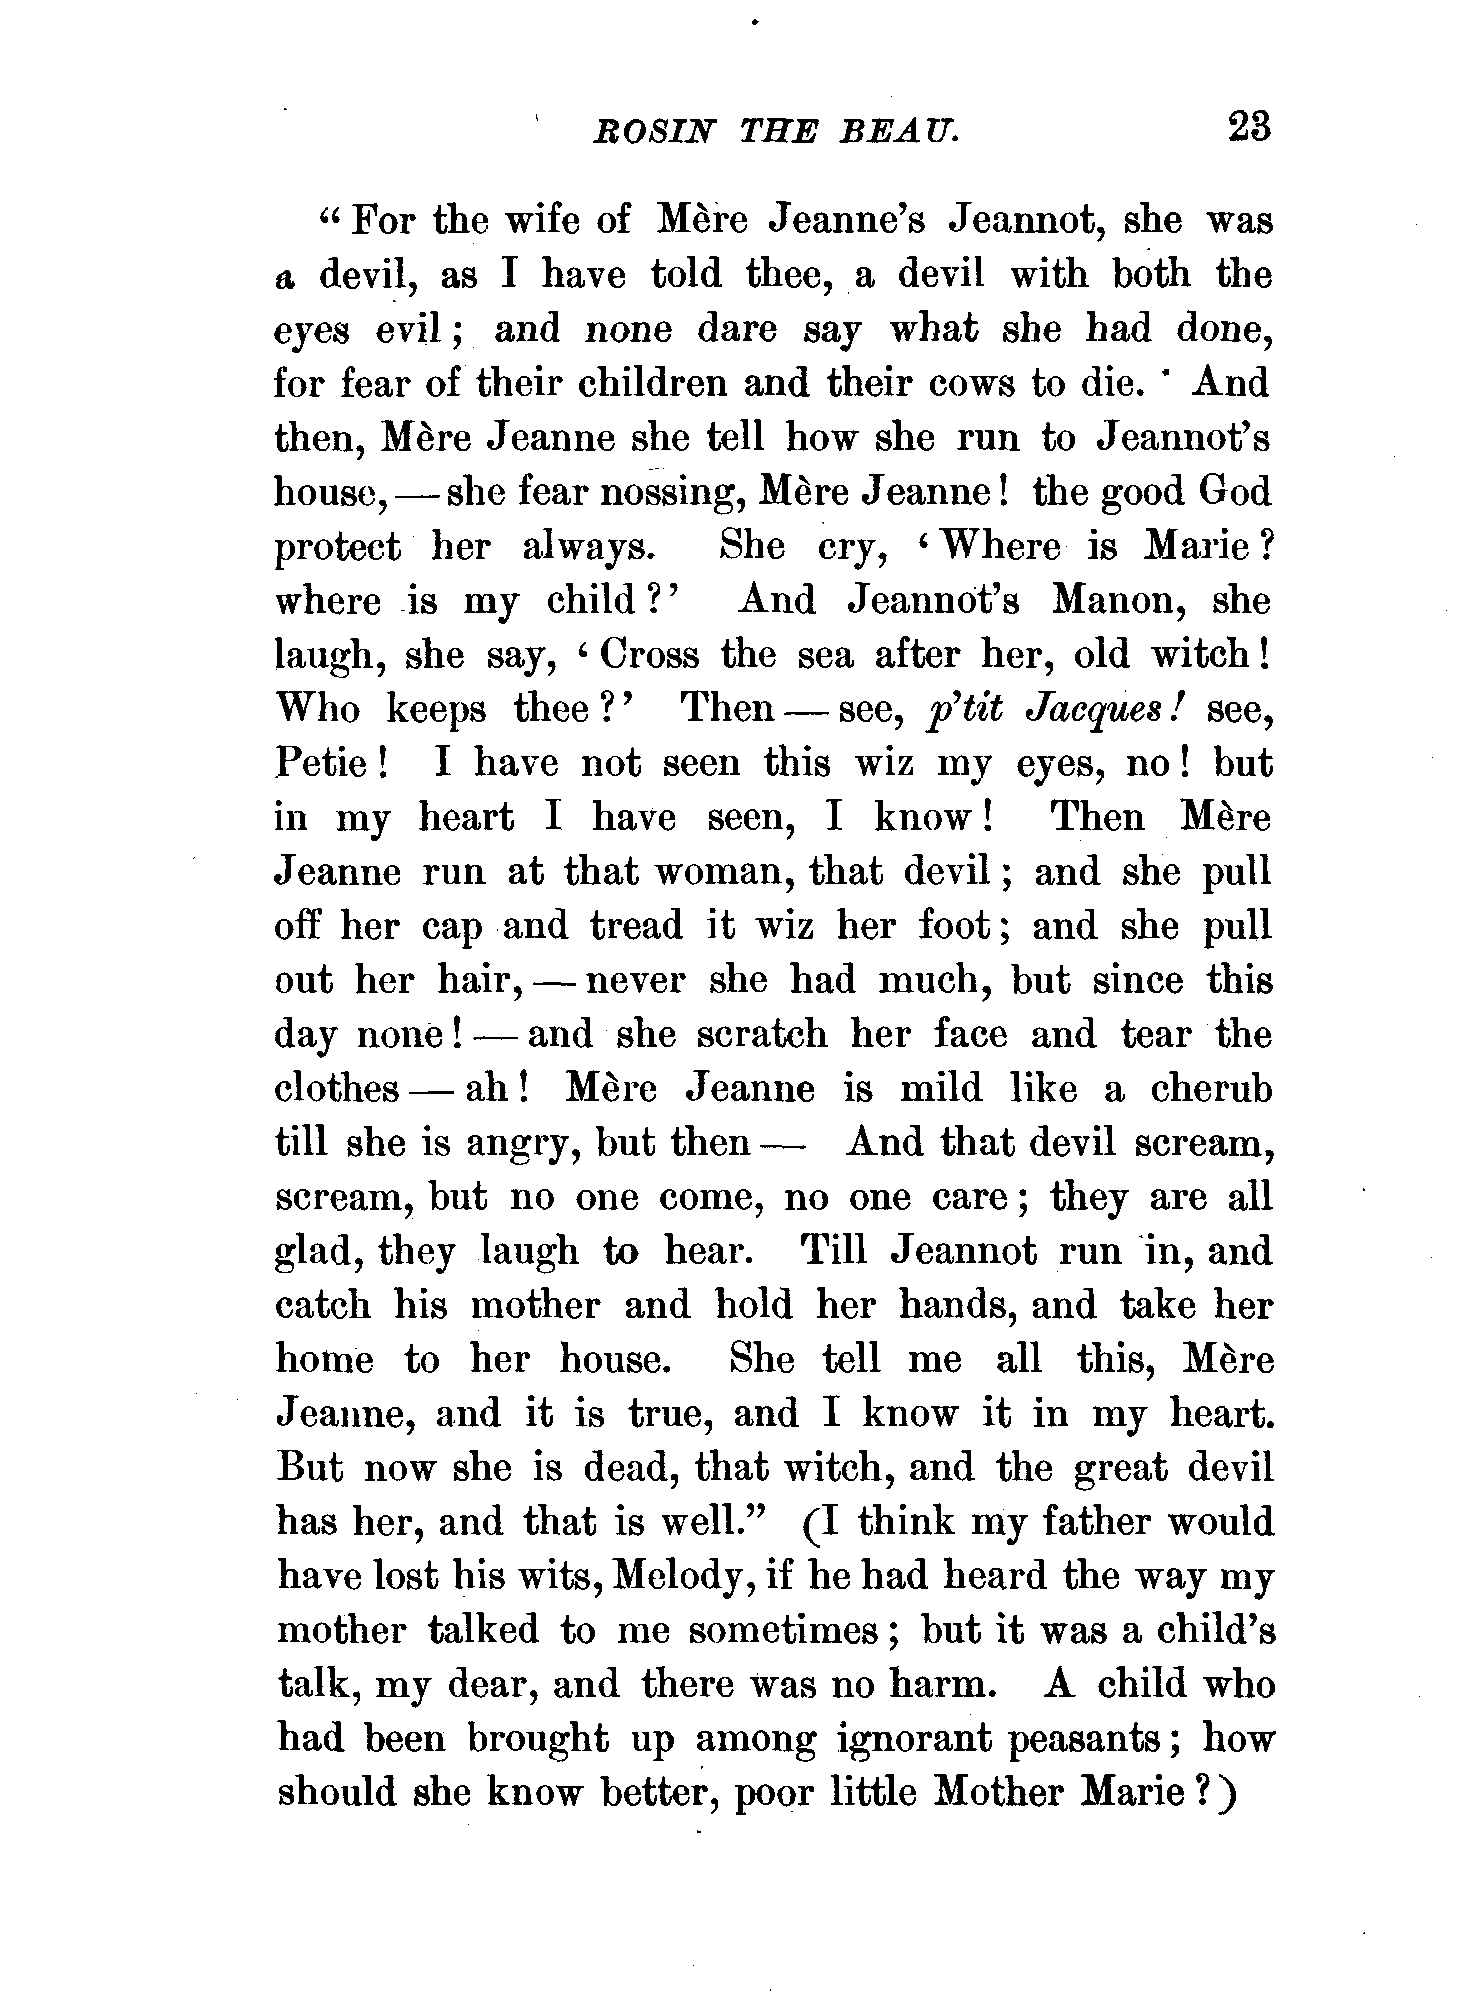 ROSIN THE BEAU. 23
“For the wife of Mère Jeanne’s Jeannot, she was
a devil, as I have told thee, a devil with both the
eyes evil; and none dare say what she had done,
for fear of their children and their cows to die. And
then, Mère Jeanne she tell how she run to Jeannot’s
house,—she fear nossing, Mère Jeanne! the good God
protect her always. She cry, ‘Where is Marie?
where is my child?’ And Jeannot’s Manon, she
laugh, she say, ‘Cross the sea after her, old witch!
Who keeps thee?’ Then—see, p’tit Jacques! see,
Petie! I have not seen this wiz my eyes, no! but
in my heart I have seen, I know! Then Mère
Jeanne run at that woman, that devil; and she pull
off her cap and tread it wiz her foot; and she pull
out her hair,—never she had much, but since this
day none!—and she scratch her face and tear the
clothes—ah! Mère Jeanne is mild like a cherub
till she is angry, but then— And that devil scream,
scream, but no one come, no one care; they are all
glad, they laugh to hear. Till Jeannot run in, and
catch his mother and hold her hands, and take her
home to her house. She tell me all this, Mère
Jeanne, and it is true, and I know it in my heart.
But now she is dead, that witch, and the great devil
has her, and that is well.” (I think my father would
have lost his wits, Melody, if he had heard the way my
mother talked to me sometimes; but it was a child’s
talk, my dear, and there was no harm. A child who
had been brought up among ignorant peasants; how
should she know better, poor little Mother Marie?)